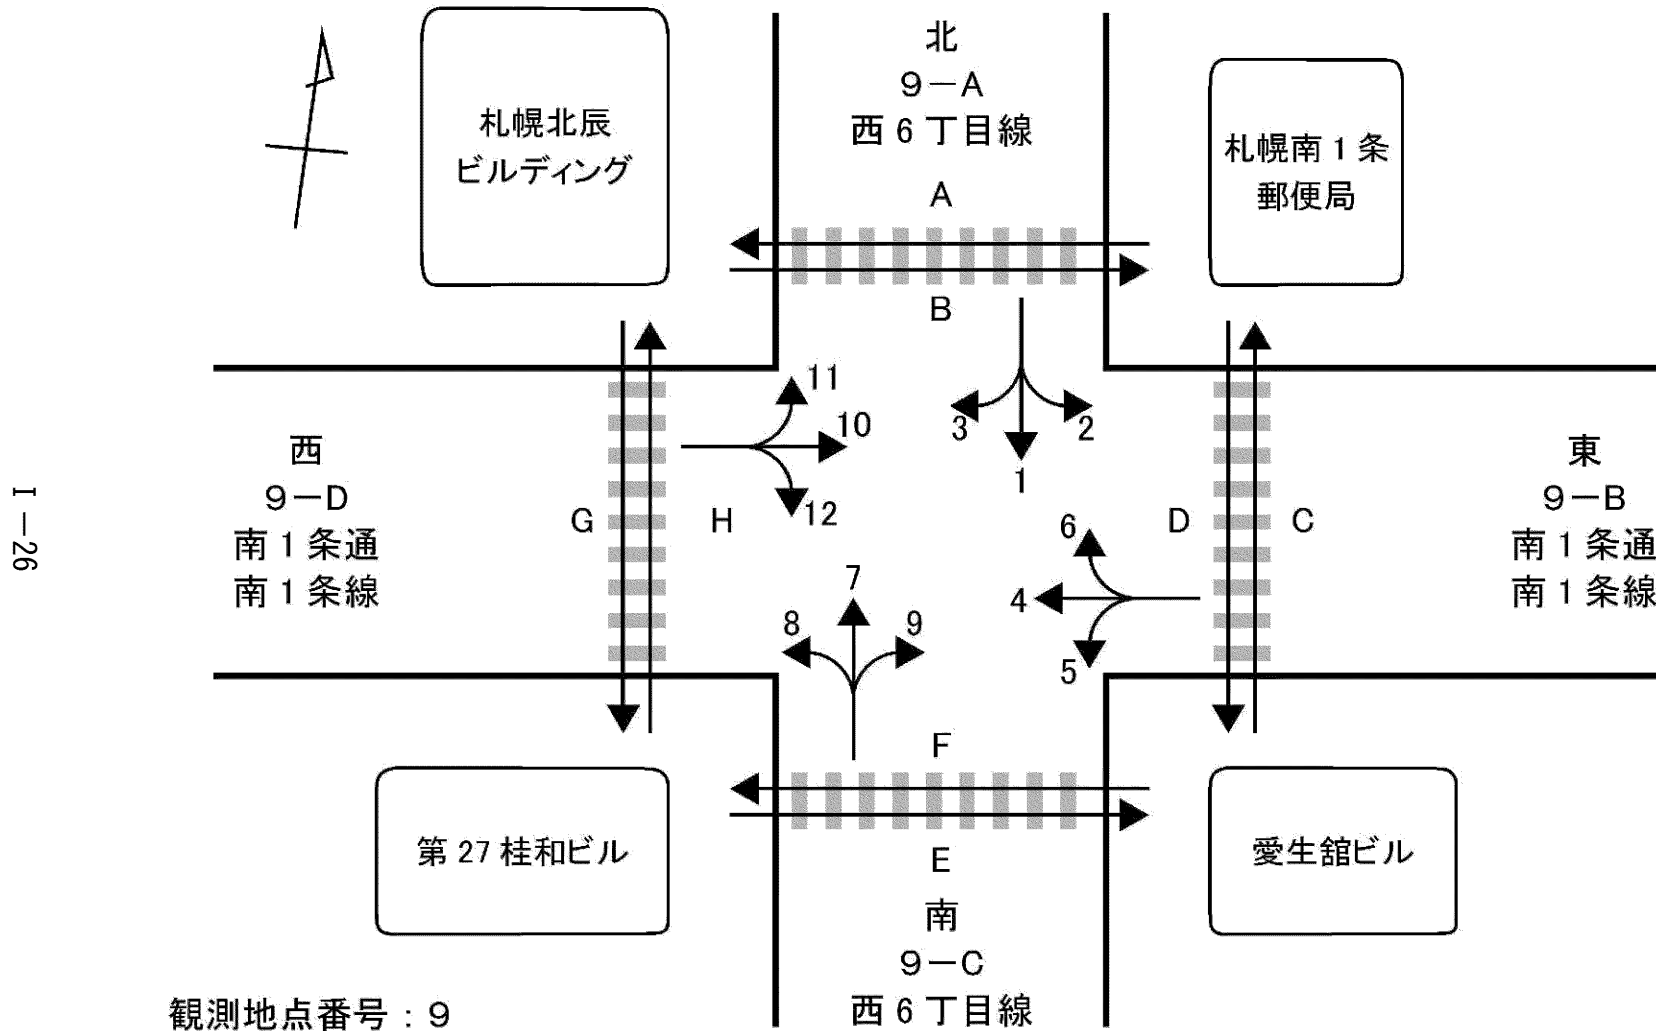 北
9－A
西6丁目線
札幌北辰
ビルディング
札幌南1条
郵便局
A
B
11
10
12
3
2
1
西
9－D
南1条通
南1条線
G
H
D
C
6
4
5
東
9－B
南1条通
南1条線
7
8
9
F
E
第27桂和ビル
愛生舘ビル
南
9－C
西6丁目線
観測地点番号：9
I－26